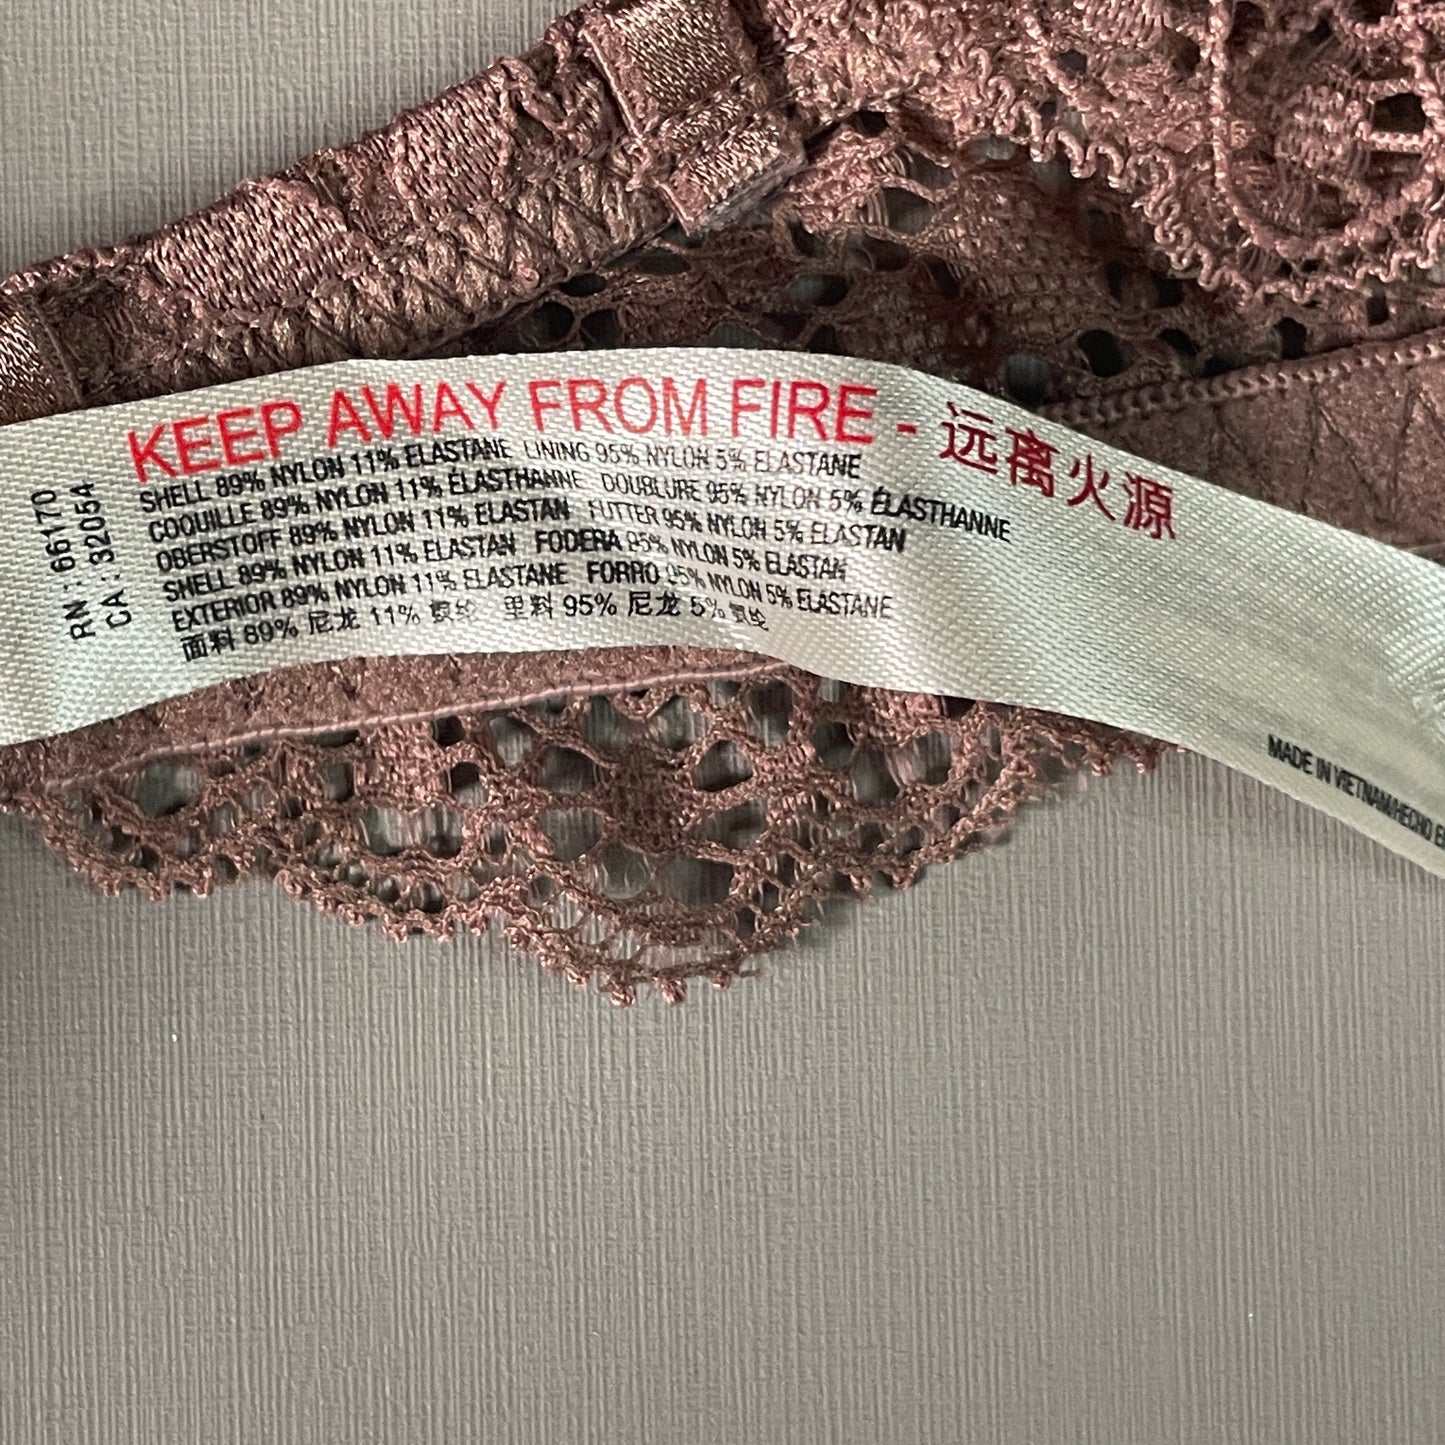 KEEP AWAY FROM FIRE - 远离火源
SHELL 89% NYLON 11% ELASTANE LINING 95% NYLON 5% ELASTANE
COQUILLE 89% NYLON 11% ÉLASTHANNE DOUBLURE 95% NYLON 5% ÉLASTHANNE
OBERSTOFF 89% NYLON 11% ELASTAN FUTTER 95% NYLON 5% ELASTAN
SHELL 89% NYLON 11% ELASTAN FODERA 95% NYLON 5% ELASTAN
EXTERIOR 89% NYLON 11% ELASTANE FORRO 95% NYLON 5% ELASTANE
面料 89% 尼龙 11% 氨纶 里料 95% 尼龙 5% 氨纶
RN: 66170
CA: 32054
MADE IN VIETNAM/HECHO E